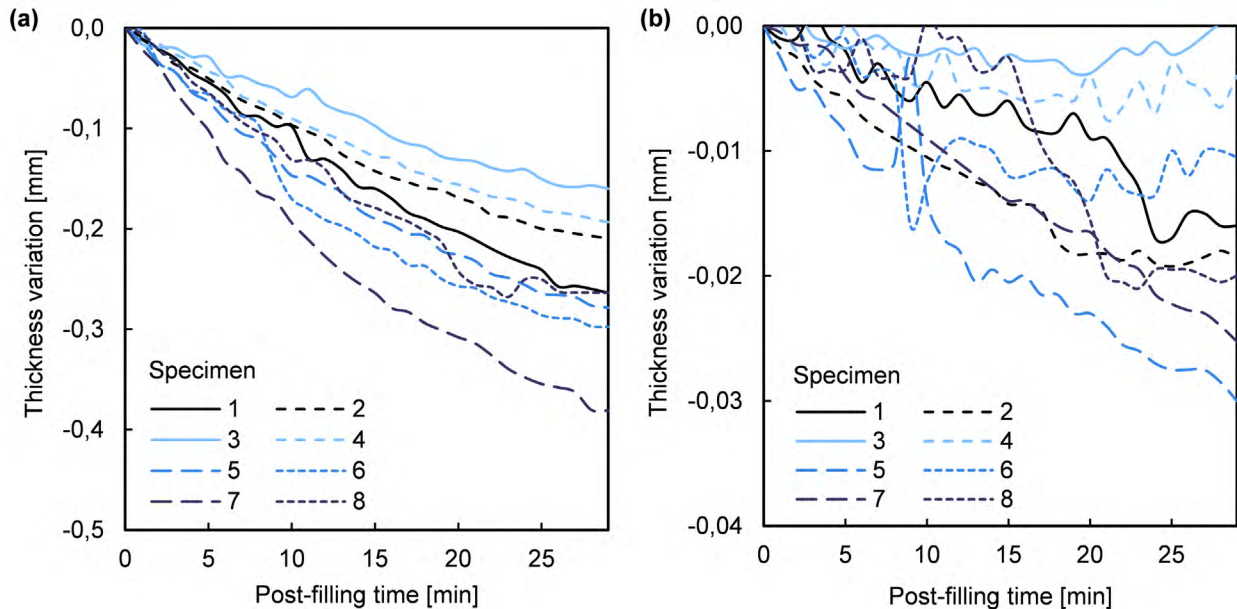 (a)
0,0
-0,1
-0,2
-0,3
-0,4
-0,5
Thickness variation [mm]
Specimen
1 2
3 4
5 6
7 8
0 5 10 15 20 25
Post-filling time [min]
(b)
0,00
-0,01
-0,02
-0,03
-0,04
Thickness variation [mm]
Specimen
1 2
3 4
5 6
7 8
0 5 10 15 20 25
Post-filling time [min]